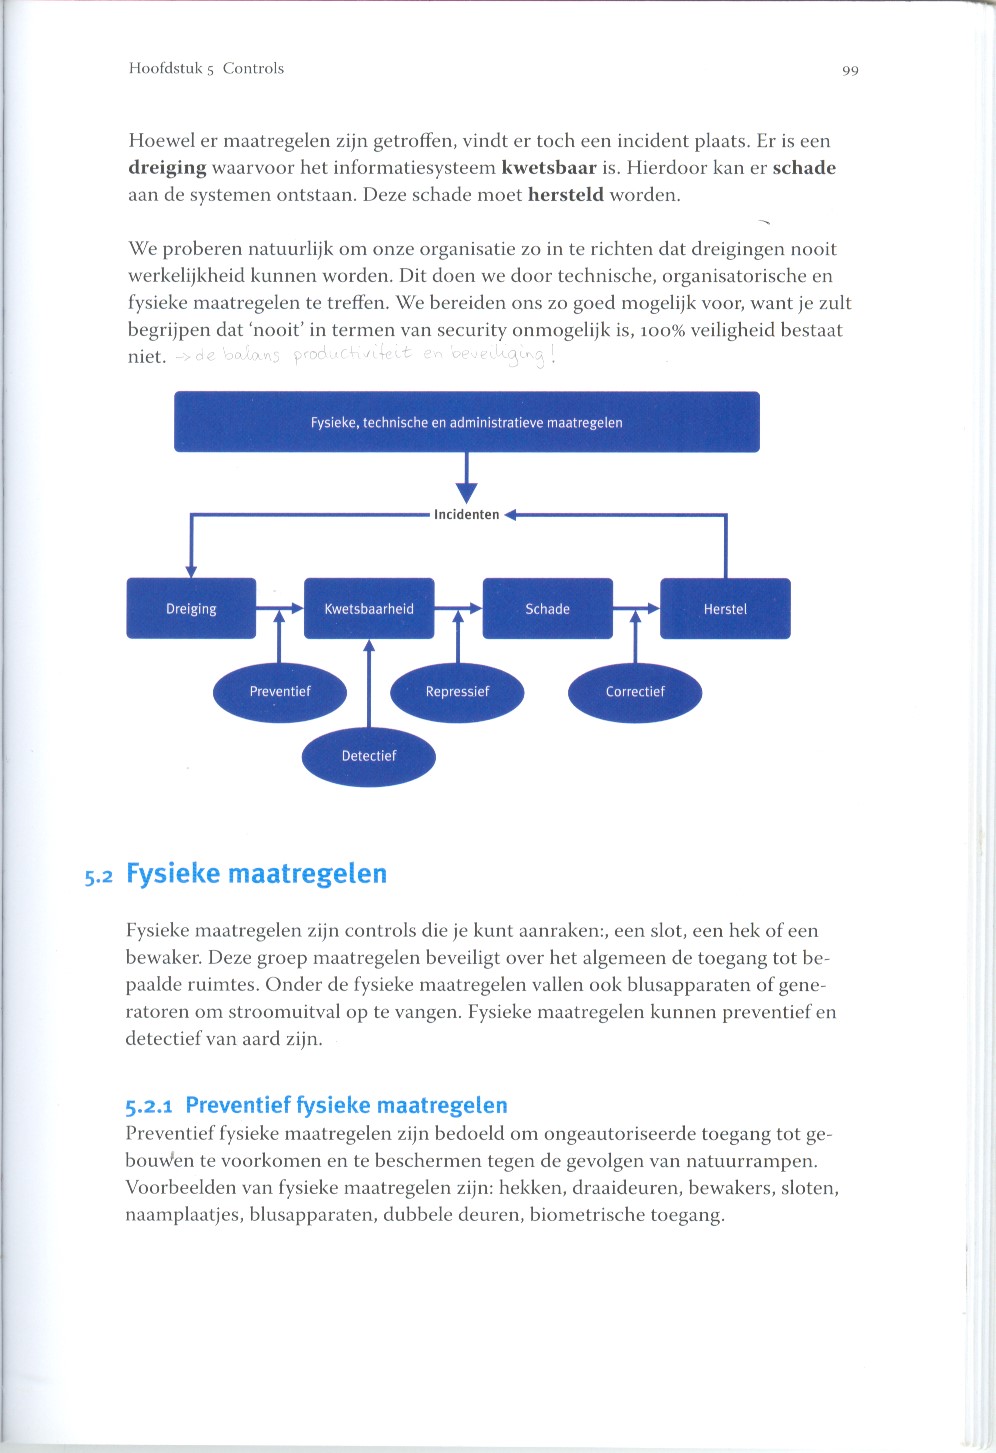 Hoofdstuk 5 Controls 99
Hoewel er maatregelen zijn getroffen, vindt er toch een incident plaats. Er is een
dreiging waarvoor het informatiesysteem kwetsbaar is. Hierdoor kan er schade
aan de systemen ontstaan. Deze schade moet hersteld worden.
We proberen natuurlijk om onze organisatie zo in te richten dat dreigingen nooit
werkelijkheid kunnen worden. Dit doen we door technische, organisatorische en
fysieke maatregelen te treffen. We bereiden ons zo goed mogelijk voor, want je zult
begrijpen dat ‘nooit’ in termen van security onmogelijk is, 100% veiligheid bestaat
niet. -> de balans productiviteit en beveiliging!
Fysieke, technische en administratieve maatregelen
Incidenten
Dreiging Kwetsbaarheid Schade Herstel
Preventief Repressief Correctief
Detectief
5.2 Fysieke maatregelen
Fysieke maatregelen zijn controls die je kunt aanraken:, een slot, een hek of een
bewaker. Deze groep maatregelen beveiligt over het algemeen de toegang tot be-
paalde ruimtes. Onder de fysieke maatregelen vallen ook blusapparaten of gene-
ratoren om stroomuitval op te vangen. Fysieke maatregelen kunnen preventief en
detectief van aard zijn.
5.2.1 Preventief fysieke maatregelen
Preventief fysieke maatregelen zijn bedoeld om ongeautoriseerde toegang tot ge-
bouwen te voorkomen en te beschermen tegen de gevolgen van natuurrampen.
Voorbeelden van fysieke maatregelen zijn: hekken, draaideuren, bewakers, sloten,
naamplaatjes, blusapparaten, dubbele deuren, biometrische toegang.